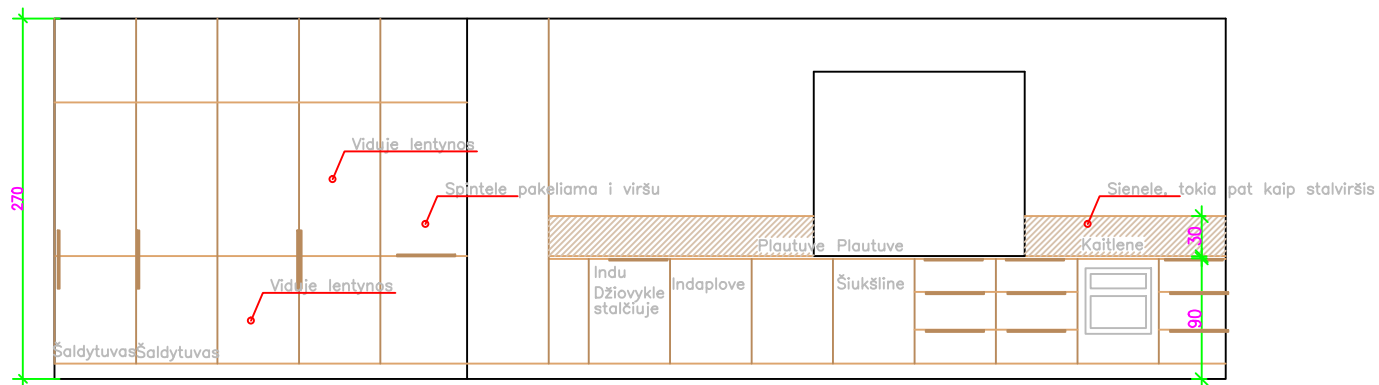 Viduje lentynos
Spintele pakeliama i viršu
Sienele, tokia pat kaip stalviršis
270
30
Plautuve Plautuve
Kaitlene
Indu
Džiovykle
stalčiuje
Indaplove
Šiukšline
Viduje lentynos
90
Šaldytuvas
Šaldytuvas